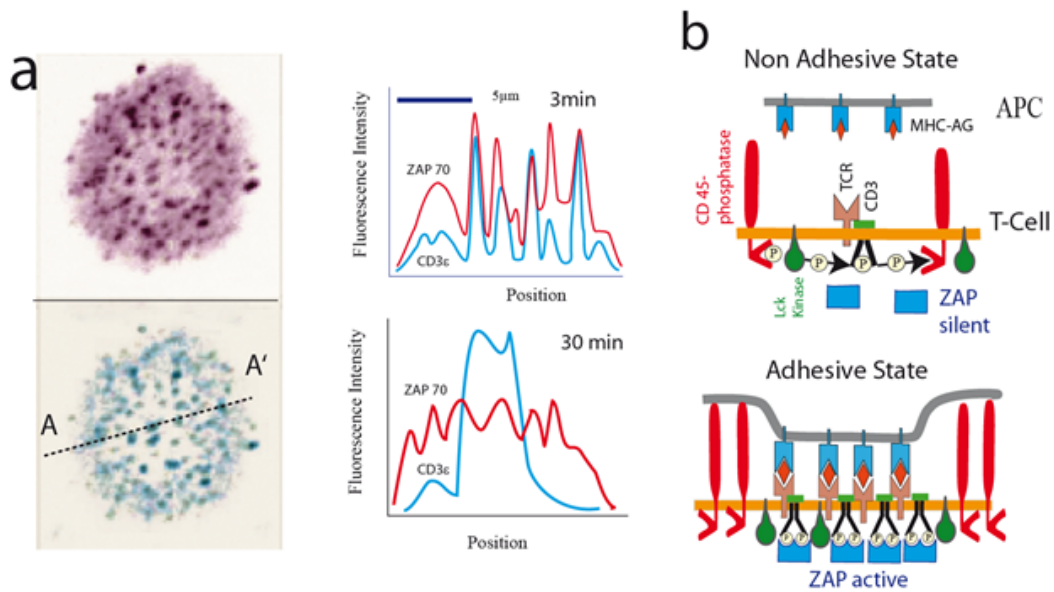 a
A
A'
5µm
3min
ZAP 70
CD3ε
Fluorescence Intensity
Position
30 min
ZAP 70
CD3ε
Fluorescence Intensity
Position
b
Non Adhesive State
APC
MHC-AG
CD 45-
phosphatase
TCR
CD3
T-Cell
P
P
P
P
Lck
Kinase
ZAP
silent
Adhesive State
P P P P P P P P
ZAP active